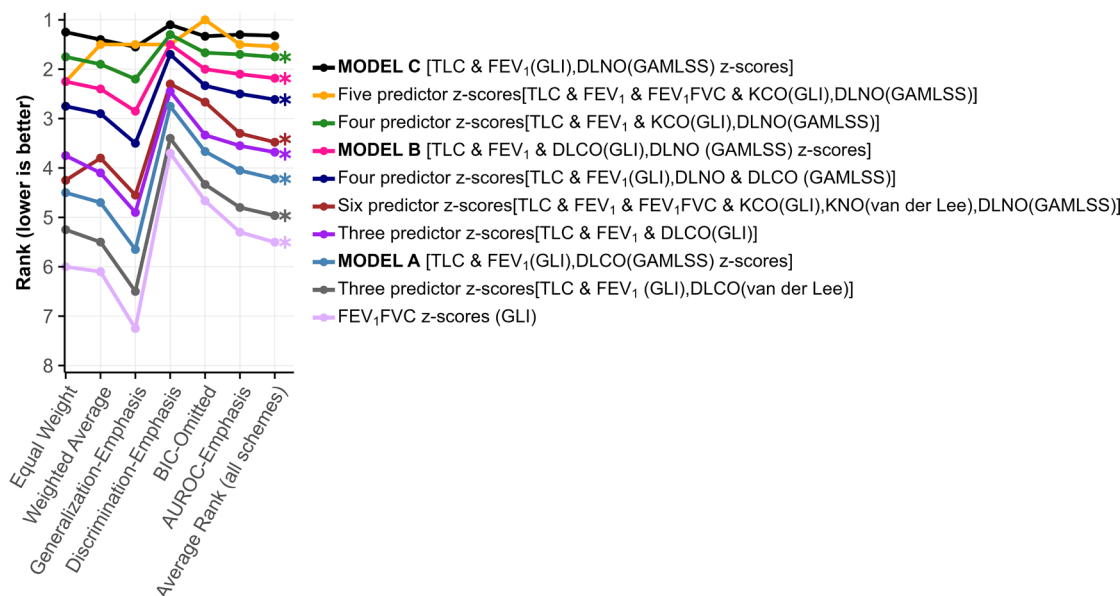 Rank (lower is better)
1
2
3
4
5
6
7
8
*
*
*
*
*
*
*
*
Equal Weight
Weighted Average
Generalization-Emphasis
Discrimination-Emphasis
BIC-Omitted
AUROC-Emphasis
Average Rank (all schemes)
MODEL C [TLC & FEV₁(GLI),DLNO(GAMLSS) z-scores]
Five predictor z-scores[TLC & FEV₁ & FEV₁FVC & KCO(GLI),DLNO(GAMLSS)]
Four predictor z-scores[TLC & FEV₁ & KCO(GLI),DLNO(GAMLSS)]
MODEL B [TLC & FEV₁ & DLCO(GLI),DLNO (GAMLSS) z-scores]
Four predictor z-scores[TLC & FEV₁(GLI),DLNO & DLCO (GAMLSS)]
Six predictor z-scores[TLC & FEV₁ & FEV₁FVC & KCO(GLI),KNO(van der Lee),DLNO(GAMLSS)]
Three predictor z-scores[TLC & FEV₁ & DLCO(GLI)]
MODEL A [TLC & FEV₁(GLI),DLCO(GAMLSS) z-scores]
Three predictor z-scores[TLC & FEV₁ (GLI),DLCO(van der Lee)]
FEV₁FVC z-scores (GLI)